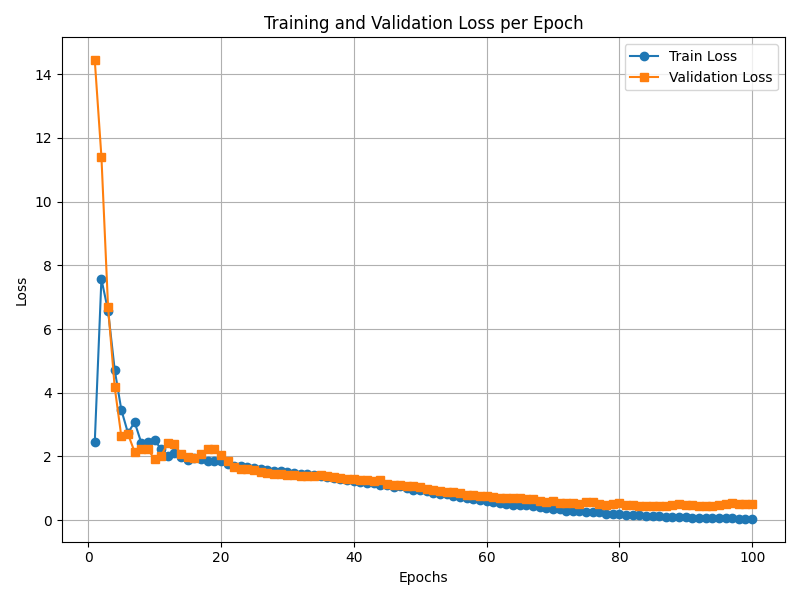 Training and Validation Loss per Epoch
Train Loss
Validation Loss
14
12
10
8
6
4
2
0
Loss
0 20 40 60 80 100
Epochs